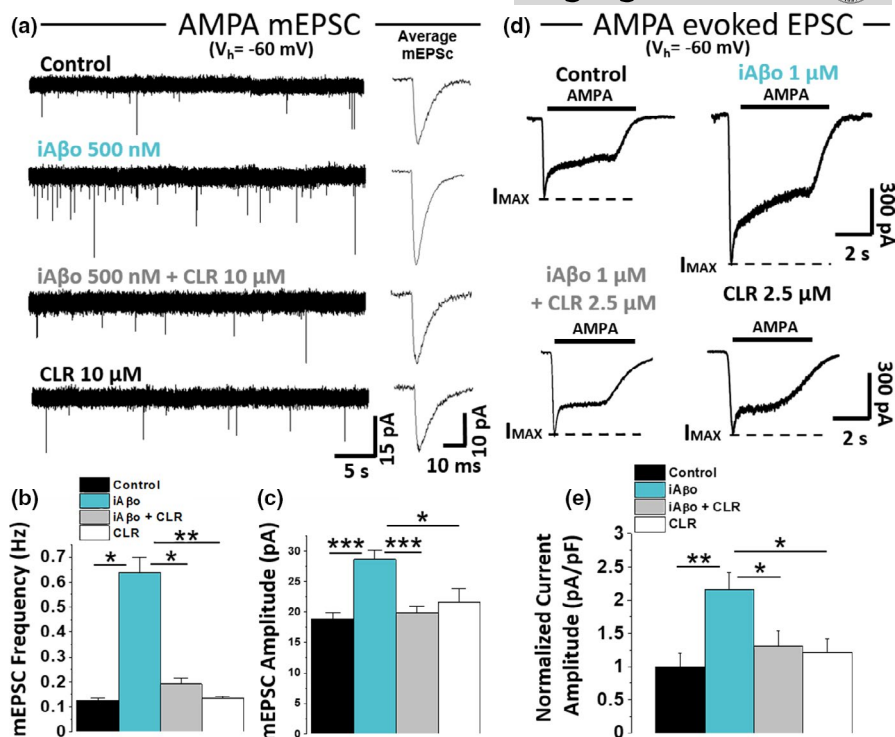 (a)
AMPA mEPSC
(Vh= -60 mV)
Average
mEPSc
Control
iAβo 500 nM
iAβo 500 nM + CLR 10 µM
CLR 10 µM
5 s
15 pA
10 ms
10 pA
(d)
AMPA evoked EPSC
(Vh= -60 mV)
Control
AMPA
IMAX
iAβo 1 µM
AMPA
IMAX
300 pA
2 s
iAβo 1 µM
+ CLR 2.5 µM
AMPA
IMAX
CLR 2.5 µM
AMPA
300 pA
2 s
(b)
Control
iAβo
iAβo + CLR
CLR
mEPSC Frequency (Hz)
0.7
0.6
0.5
0.4
0.3
0.2
0.1
0
*
*
**
(c)
mEPSC Amplitude (pA)
30
25
20
15
10
5
0
***
***
*
(e)
Control
iAβo
iAβo + CLR
CLR
Normalized Current
Amplitude (pA/pF)
3
2.5
2
1.5
1
0.5
0
**
*
*